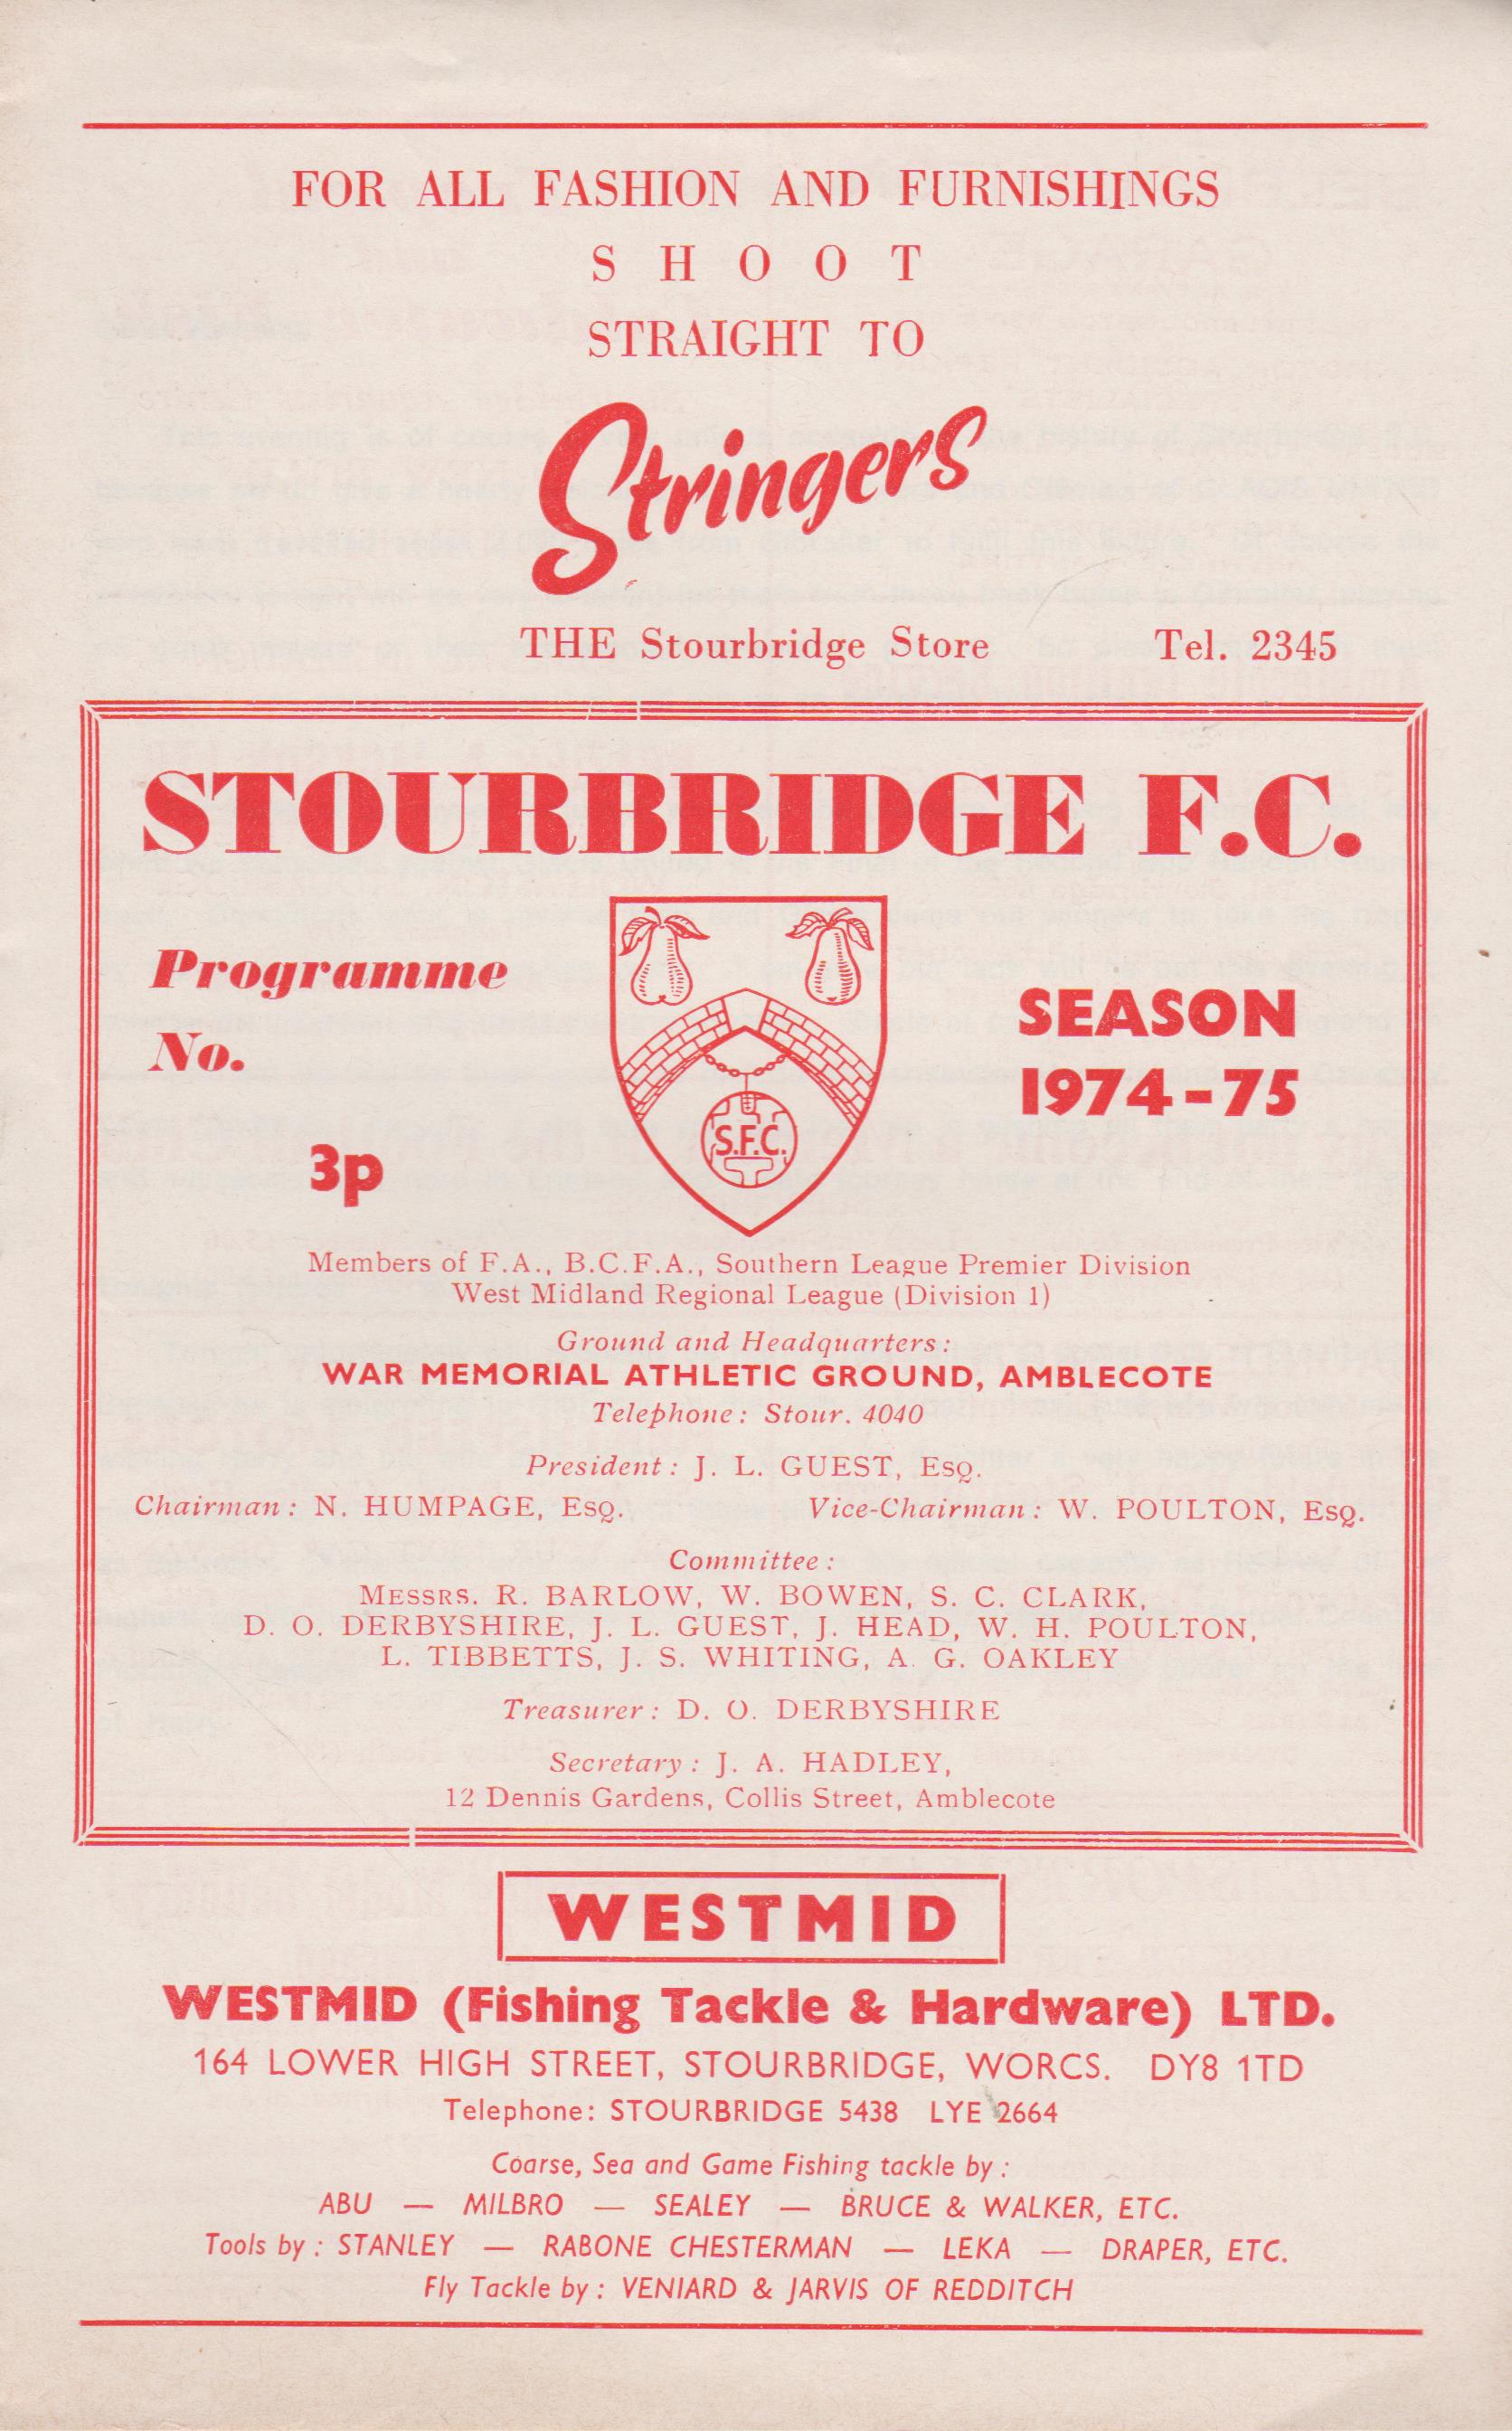 FOR ALL FASHION AND FURNISHINGS
SHOOT
STRAIGHT TO
Stringers
THE Stourbridge Store Tel. 2345
STOURBRIDGE F.C.
Programme
No.
3p
SEASON
1974-75
S.F.C.
Members of F.A., B.C.F.A., Southern League Premier Division
West Midland Regional League (Division 1)
Ground and Headquarters:
WAR MEMORIAL ATHLETIC GROUND, AMBLECOTE
Telephone: Stour. 4040
President: J. L. GUEST, Esq.
Chairman: N. HUMPAGE, Esq. Vice-Chairman: W. POULTON, Esq.
Committee:
Messrs. R. BARLOW, W. BOWEN, S. C. CLARK,
D. O. DERBYSHIRE, J. L. GUEST, J. HEAD, W. H. POULTON,
L. TIBBETTS, J. S. WHITING, A. G. OAKLEY
Treasurer: D. O. DERBYSHIRE
Secretary: J. A. HADLEY,
12 Dennis Gardens, Collis Street, Amblecote
WESTMID
WESTMID (Fishing Tackle & Hardware) LTD.
164 LOWER HIGH STREET, STOURBRIDGE, WORCS. DY8 1TD
Telephone: STOURBRIDGE 5438 LYE 2664
Coarse, Sea and Game Fishing tackle by:
ABU — MILBRO — SEALEY — BRUCE & WALKER, ETC.
Tools by: STANLEY — RABONE CHESTERMAN — LEKA — DRAPER, ETC.
Fly Tackle by: VENIARD & JARVIS OF REDDITCH